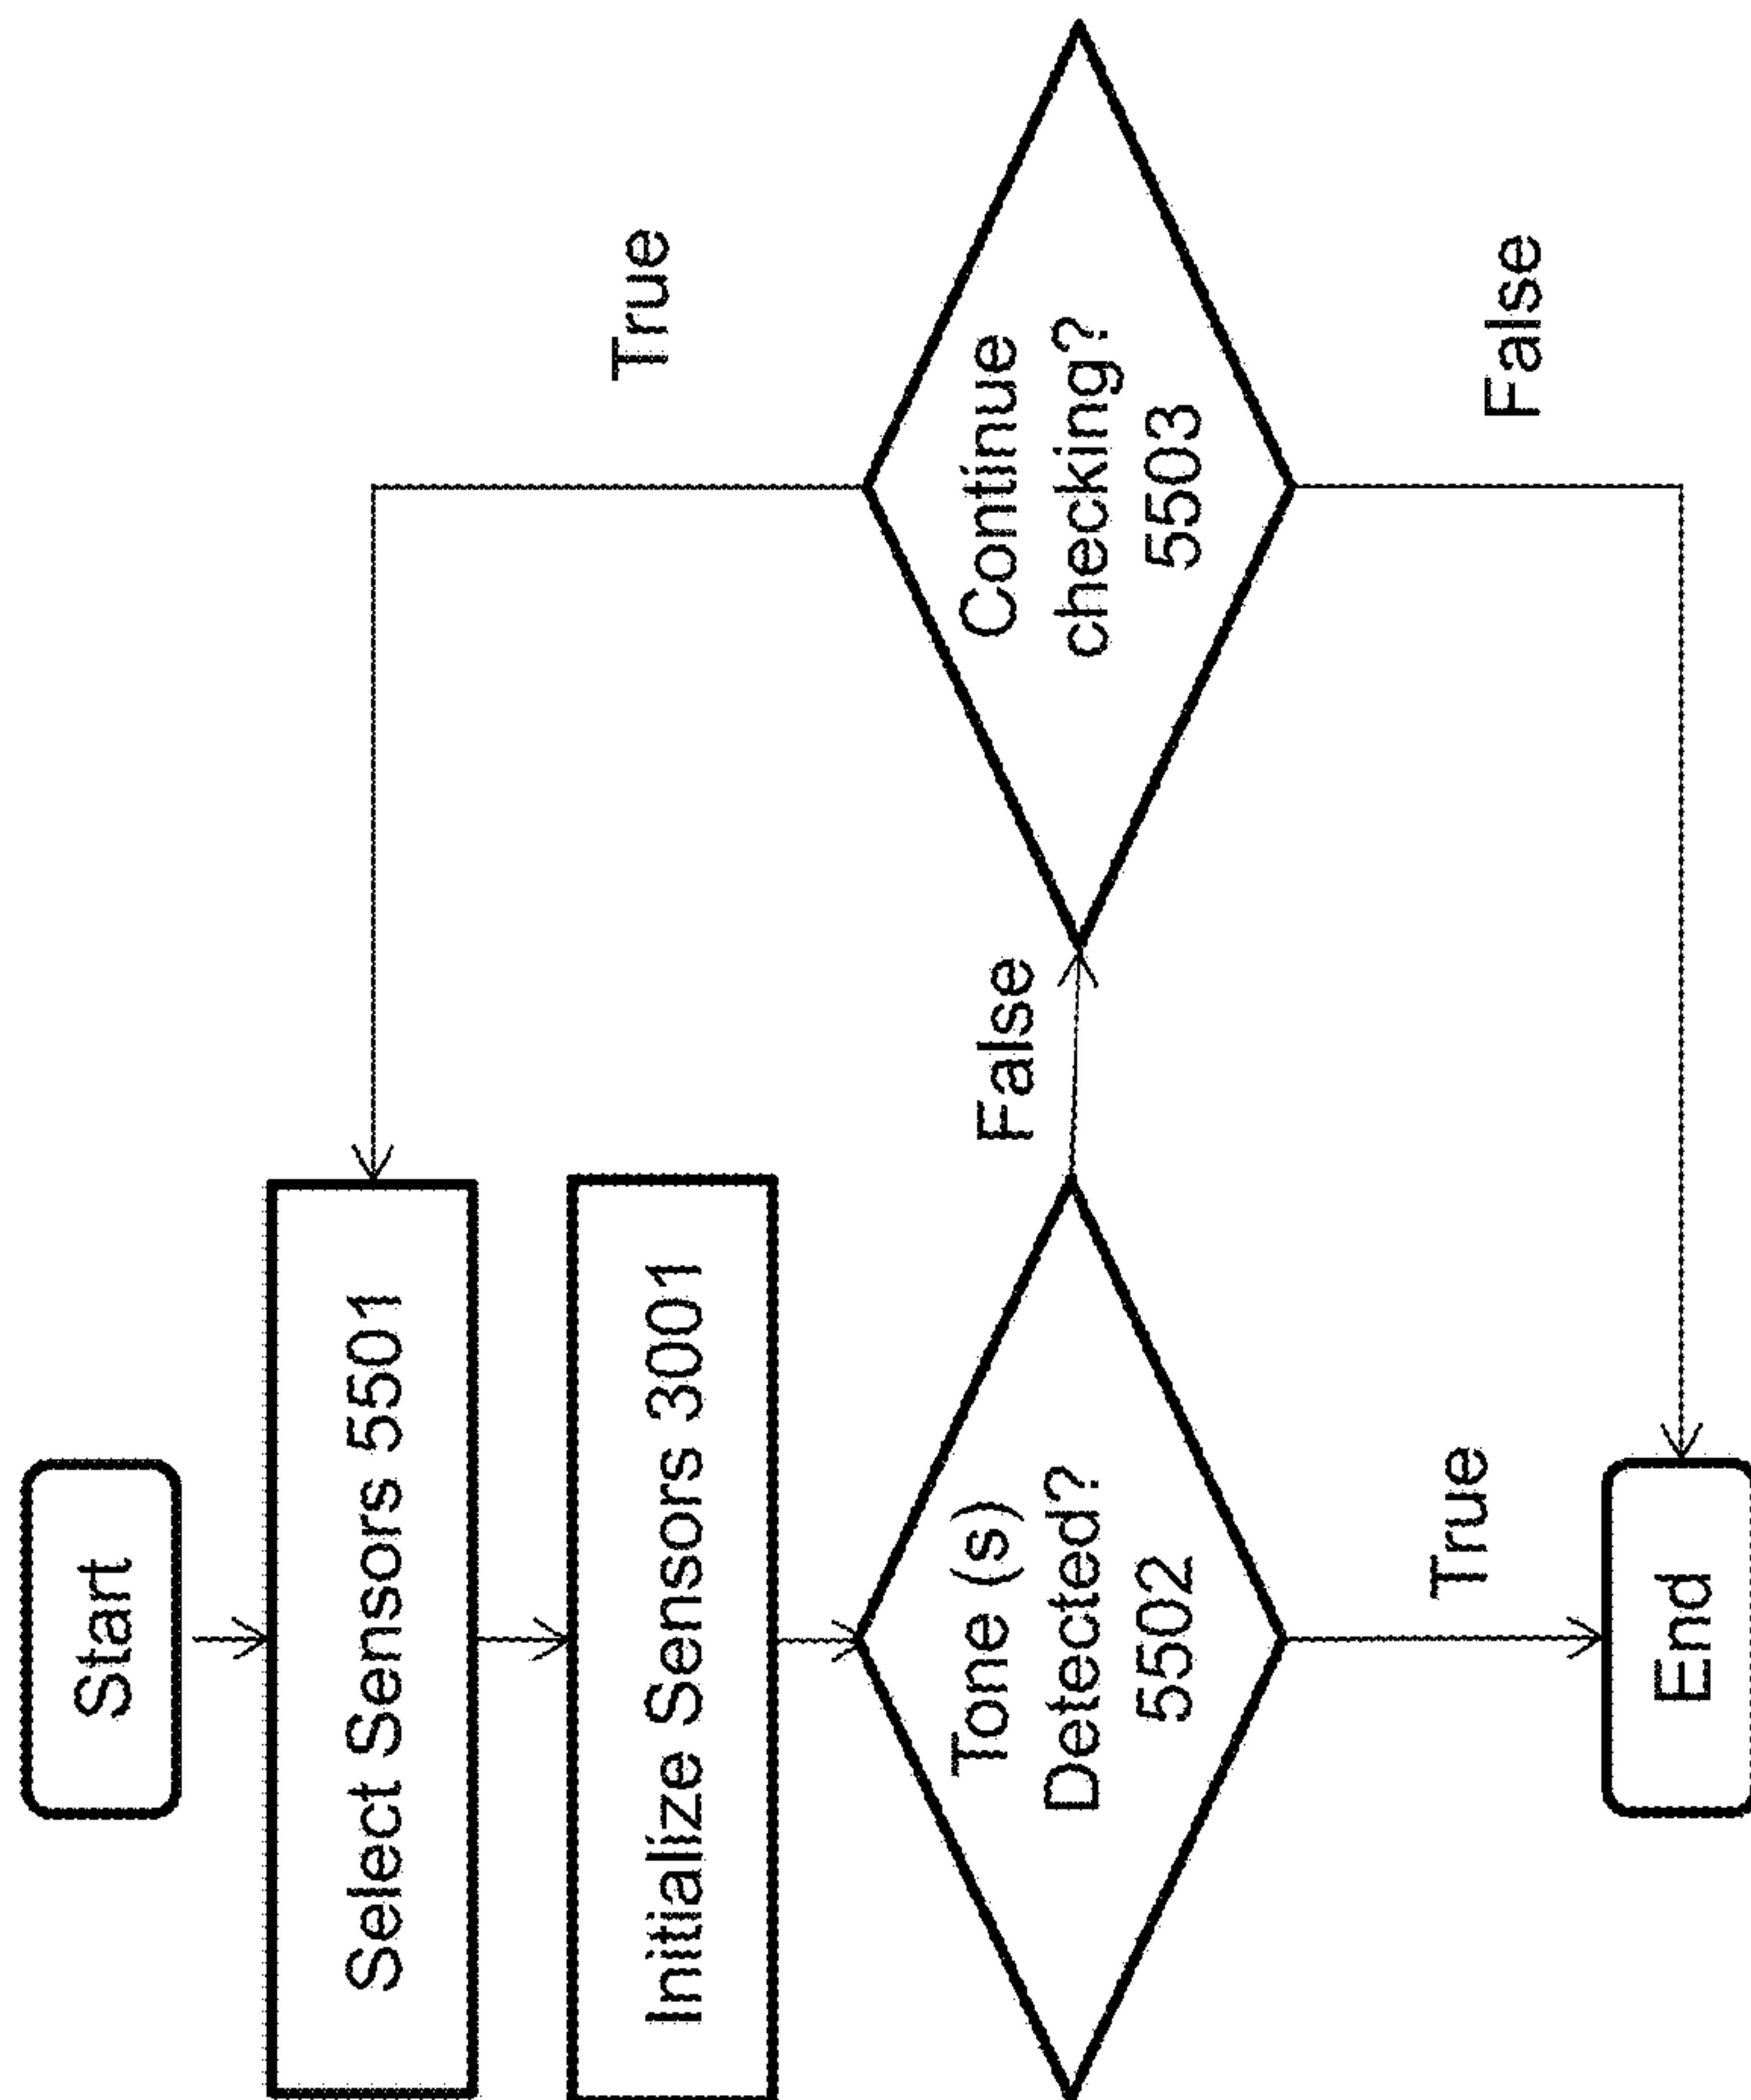 Start
Select Sensors 5501
Initialize Sensors 3001
Tone (s)
Detected?
5502
False
Continue
checking?
5503
True
False
True
End